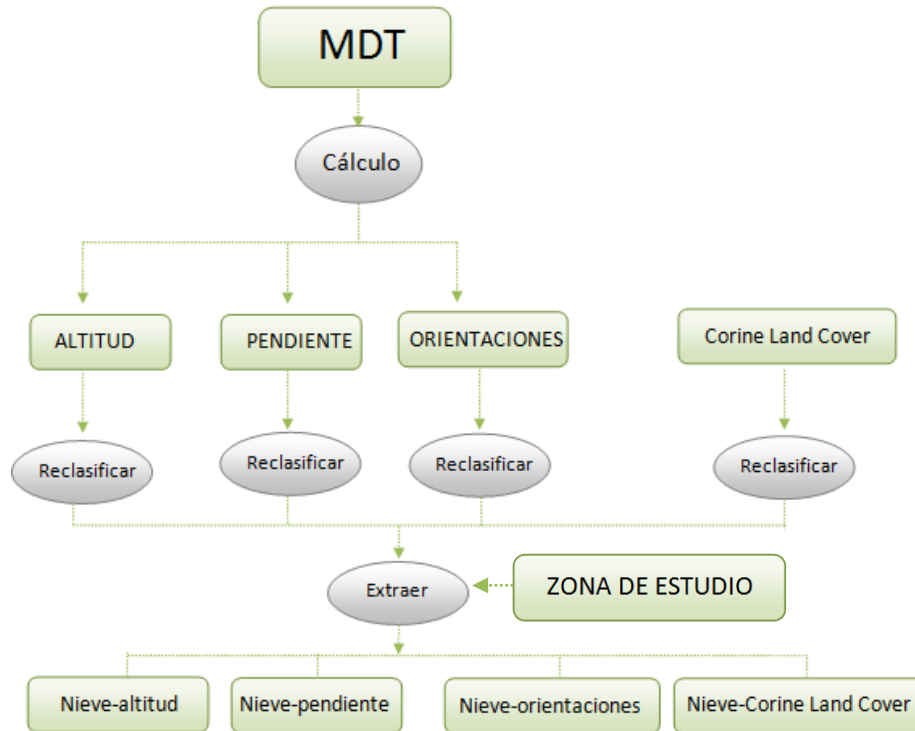 MDT
Cálculo
ALTITUD
PENDIENTE
ORIENTACIONES
Corine Land Cover
Reclasificar
Reclasificar
Reclasificar
Reclasificar
Extraer
ZONA DE ESTUDIO
Nieve-altitud
Nieve-pendiente
Nieve-orientaciones
Nieve-Corine Land Cover